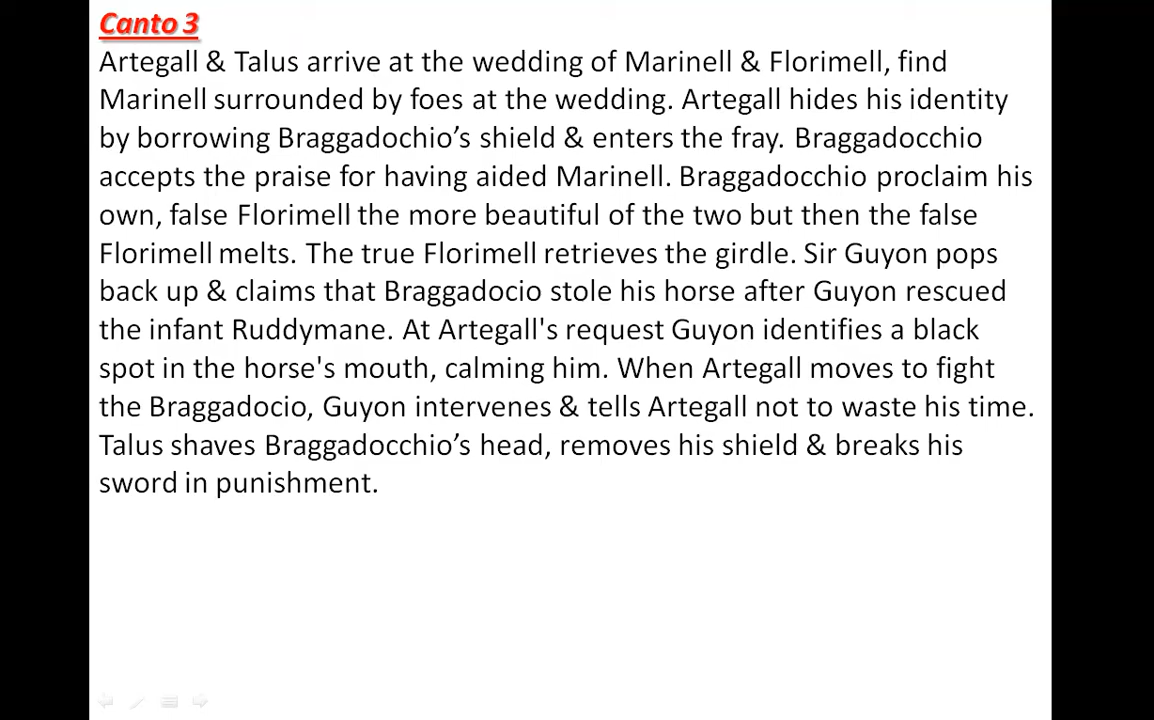 Canto 3
Artegall & Talus arrive at the wedding of Marinell & Florimell, find
Marinell surrounded by foes at the wedding. Artegall hides his identity
by borrowing Braggadochio’s shield & enters the fray. Braggadocchio
accepts the praise for having aided Marinell. Braggadocchio proclaim his
own, false Florimell the more beautiful of the two but then the false
Florimell melts. The true Florimell retrieves the girdle. Sir Guyon pops
back up & claims that Braggadocio stole his horse after Guyon rescued
the infant Ruddymane. At Artegall's request Guyon identifies a black
spot in the horse's mouth, calming him. When Artegall moves to fight
the Braggadocio, Guyon intervenes & tells Artegall not to waste his time.
Talus shaves Braggadocchio’s head, removes his shield & breaks his
sword in punishment.